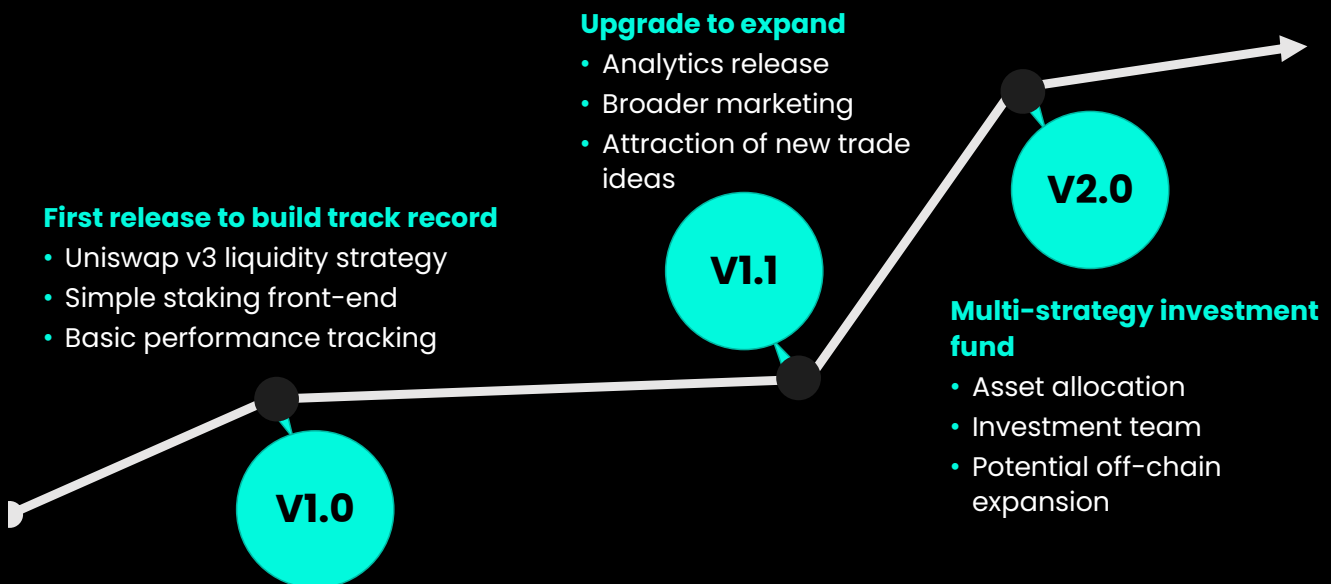 First release to build track record
• Uniswap v3 liquidity strategy
• Simple staking front-end
• Basic performance tracking
V1.0
Upgrade to expand
• Analytics release
• Broader marketing
• Attraction of new trade
ideas
V1.1
V2.0
Multi-strategy investment
fund
• Asset allocation
• Investment team
• Potential off-chain
expansion